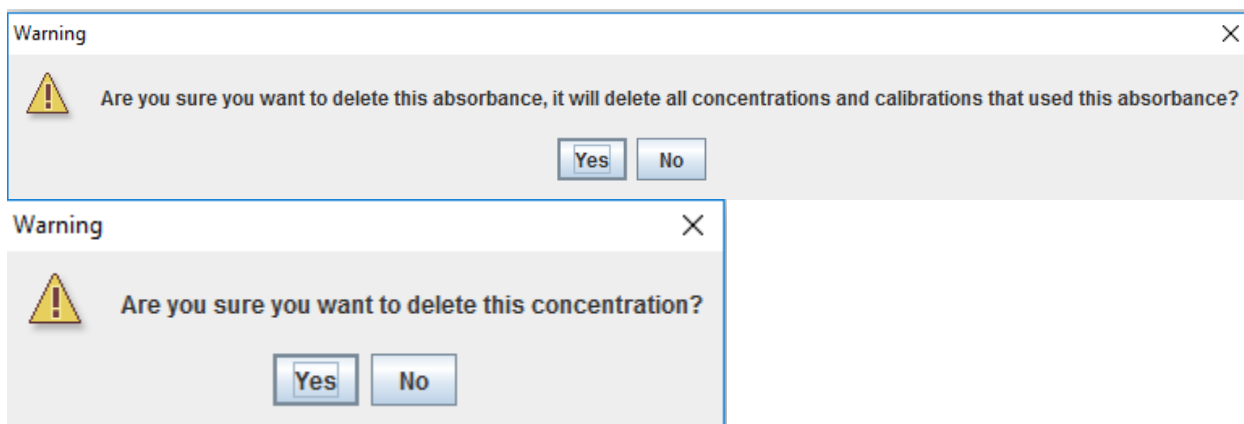 Warning
Are you sure you want to delete this absorbance, it will delete all concentrations and calibrations that used this absorbance?
Yes No
Warning
Are you sure you want to delete this concentration?
Yes No